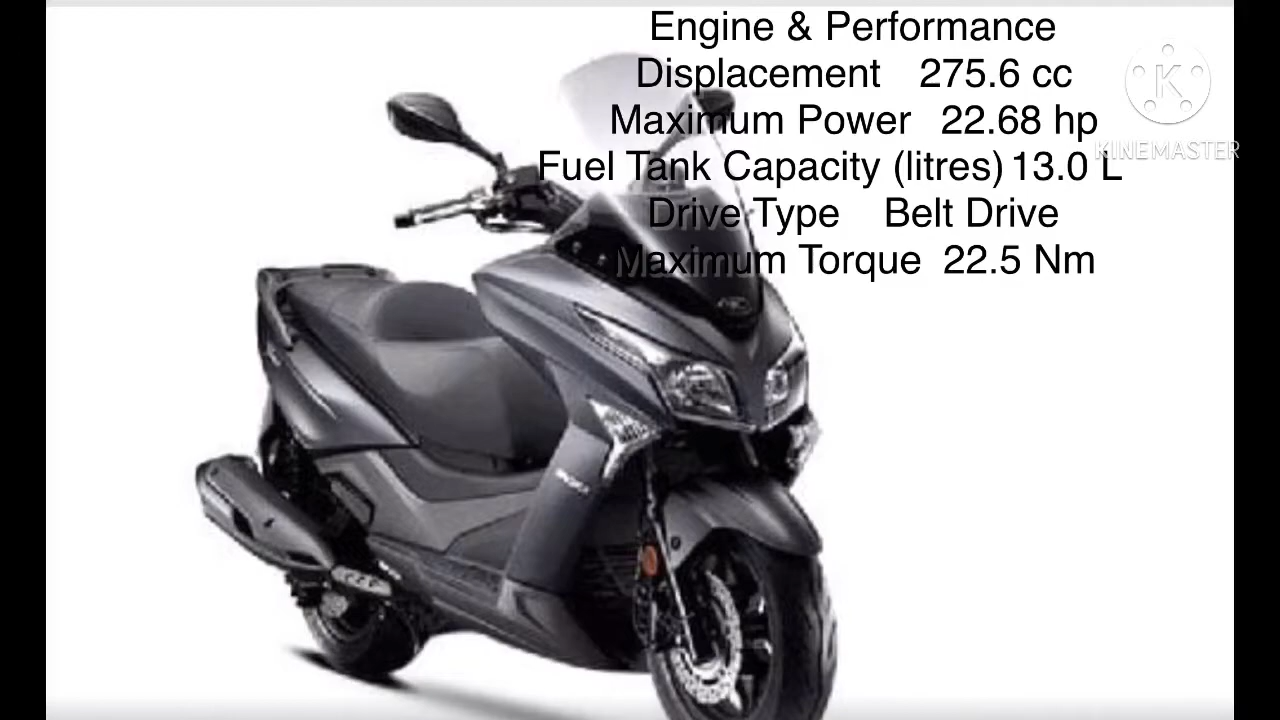 Engine & Performance
Displacement 275.6 cc
Maximum Power 22.68 hp
Fuel Tank Capacity (litres) 13.0 L
Drive Type Belt Drive
Maximum Torque 22.5 Nm
K
KINEMASTER